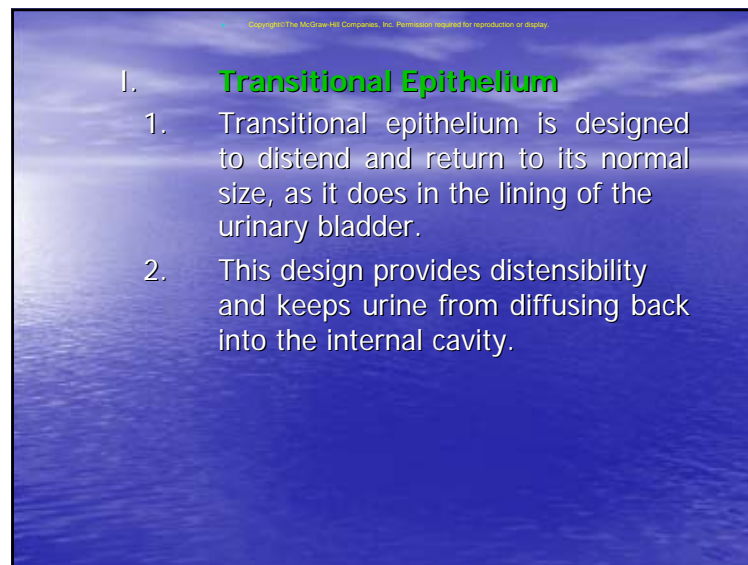 Copyright©The McGraw-Hill Companies, Inc. Permission required for reproduction or display.
I. Transitional Epithelium
1. Transitional epithelium is designed
to distend and return to its normal
size, as it does in the lining of the
urinary bladder.
2. This design provides distensibility
and keeps urine from diffusing back
into the internal cavity.